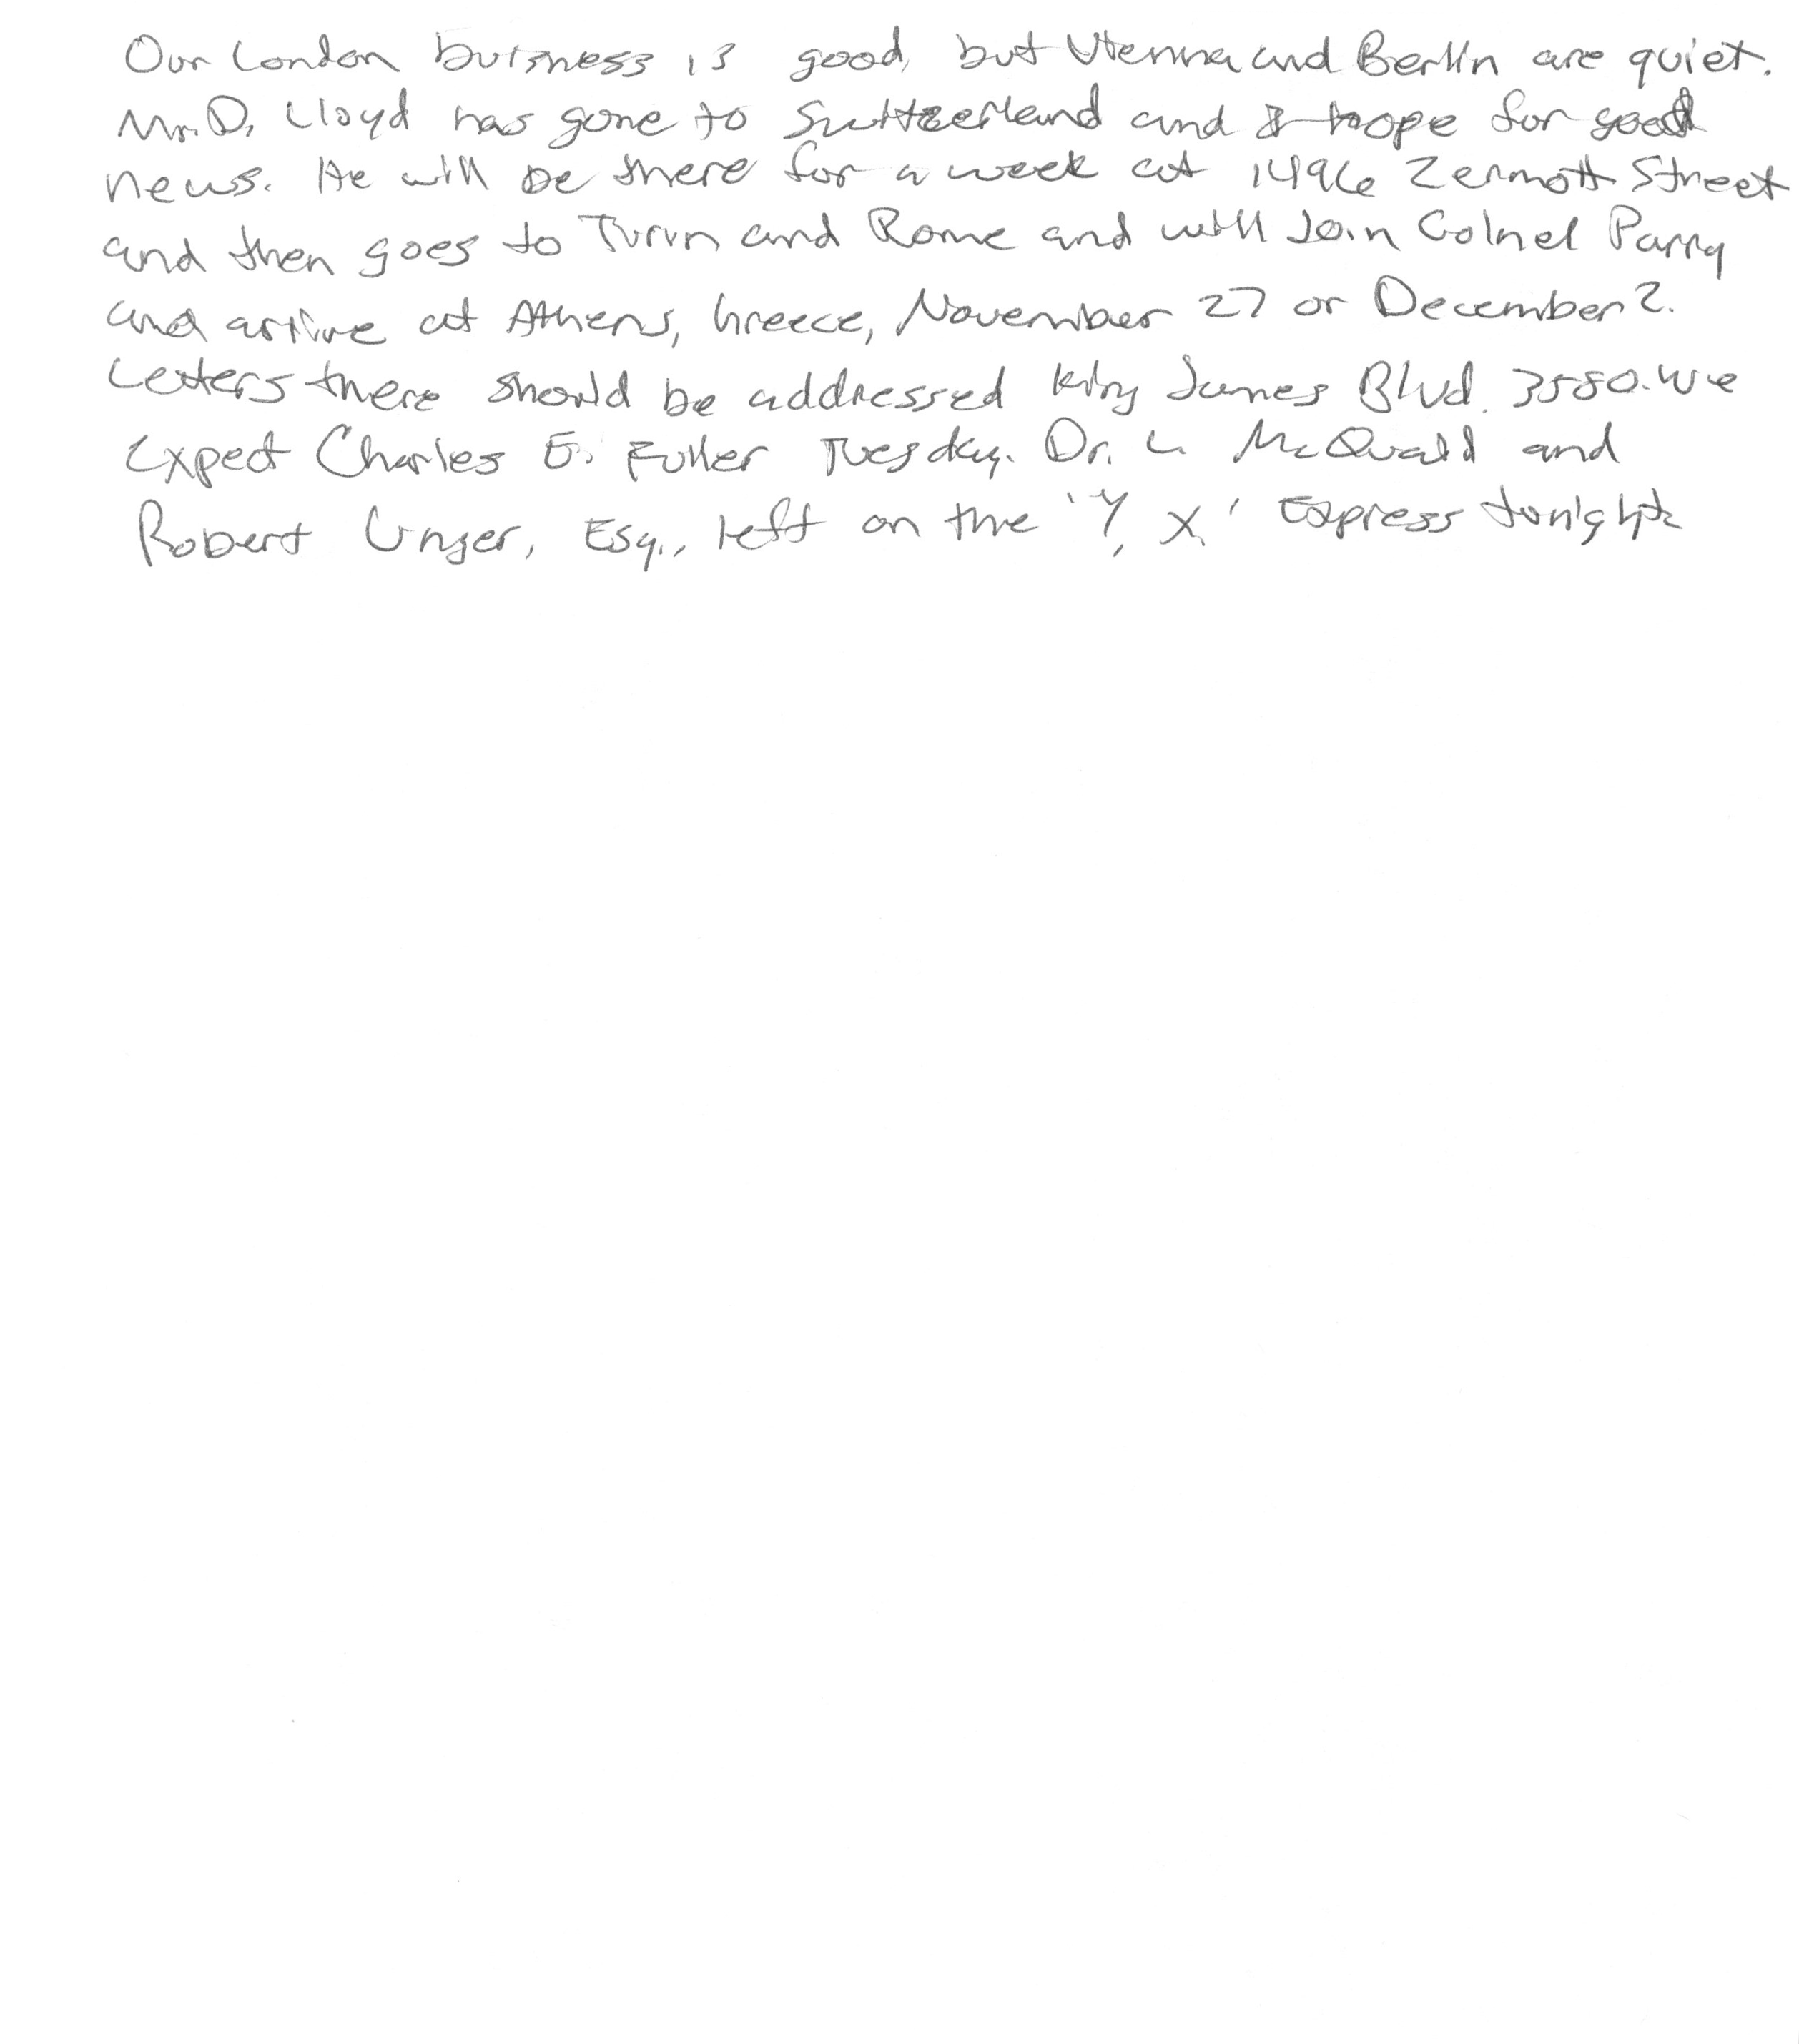 Our London buisness is good, but Vienna and Berlin are quiet.
Mr. D. Lloyd has gone to Switzerland and I hope for good
news. He will be there for a week at 1496 Zermott Street
and then goes to Turin and Rome and will Join Colnel Parry
and arrive at Athens, Greece, November 27 or December 2.
Letters there should be addressed King James Blvd. 3580. We
Expect Charles E. Fuller Tuesday. Dr. L. McQuaid and
Robert Unger, Esq., left on the 'Y, X.' Express tonight